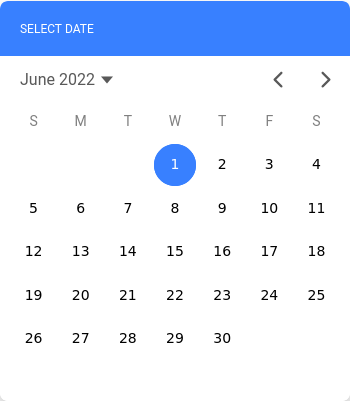 SELECT DATE
June 2022
S M T W T F S
1 2 3 4
5 6 7 8 9 10 11
12 13 14 15 16 17 18
19 20 21 22 23 24 25
26 27 28 29 30